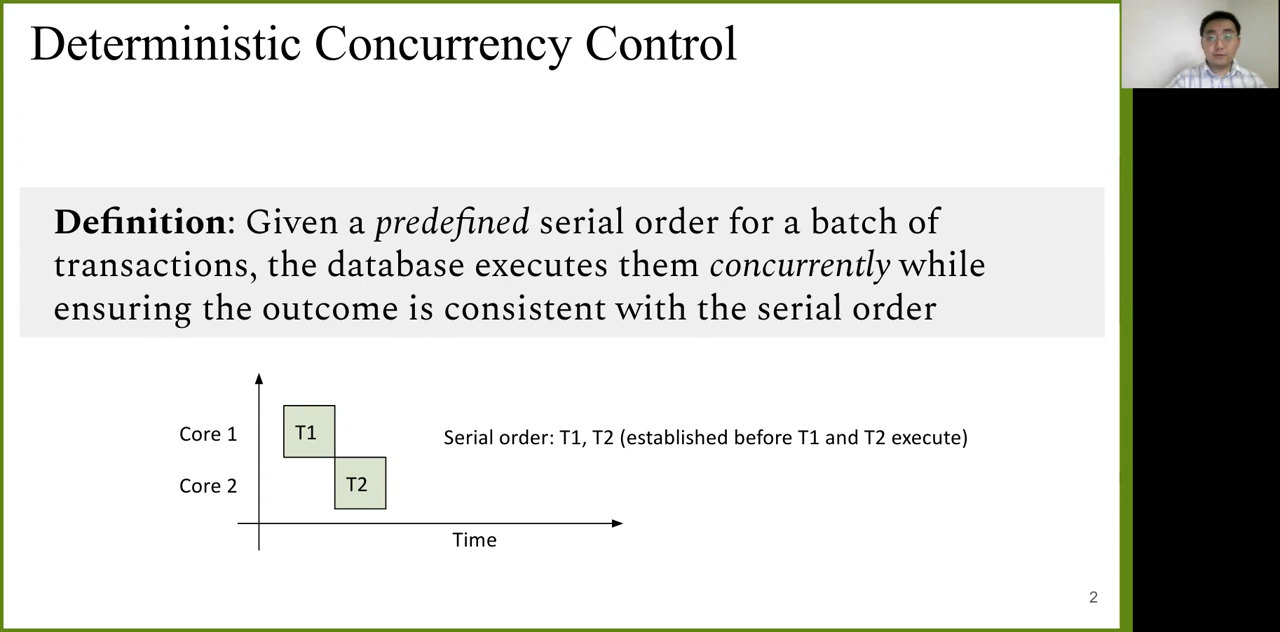 Deterministic Concurrency Control
Definition: Given a predefined serial order for a batch of
transactions, the database executes them concurrently while
ensuring the outcome is consistent with the serial order
Core 1
T1
Serial order: T1, T2 (established before T1 and T2 execute)
Core 2
T2
Time
2